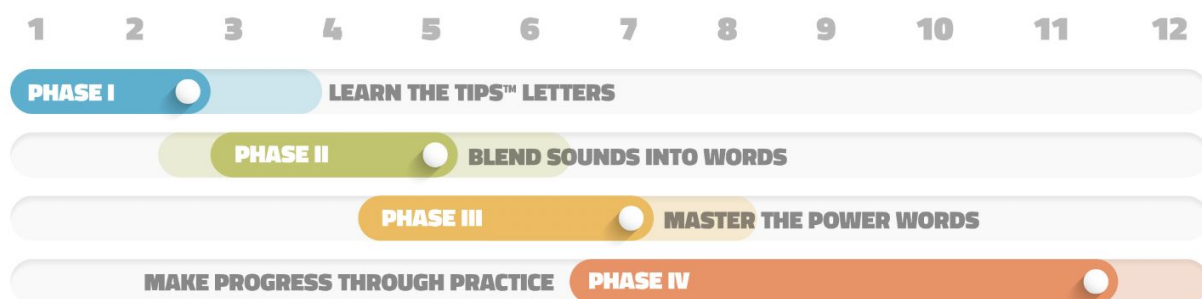 1 2 3 4 5 6 7 8 9 10 11 12
PHASE I LEARN THE TIPS™ LETTERS
PHASE II BLEND SOUNDS INTO WORDS
PHASE III MASTER THE POWER WORDS
MAKE PROGRESS THROUGH PRACTICE PHASE IV